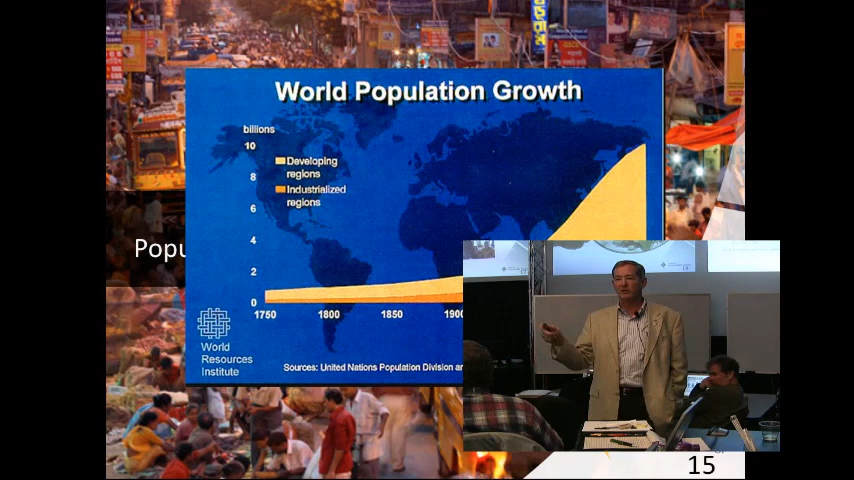 World Population Growth
billions
10
8
6
4
2
0
Developing
regions
Industrialized
regions
1750
1800
1850
1900
World
Resources
Institute
Sources: United Nations Population Division an
Popu
15